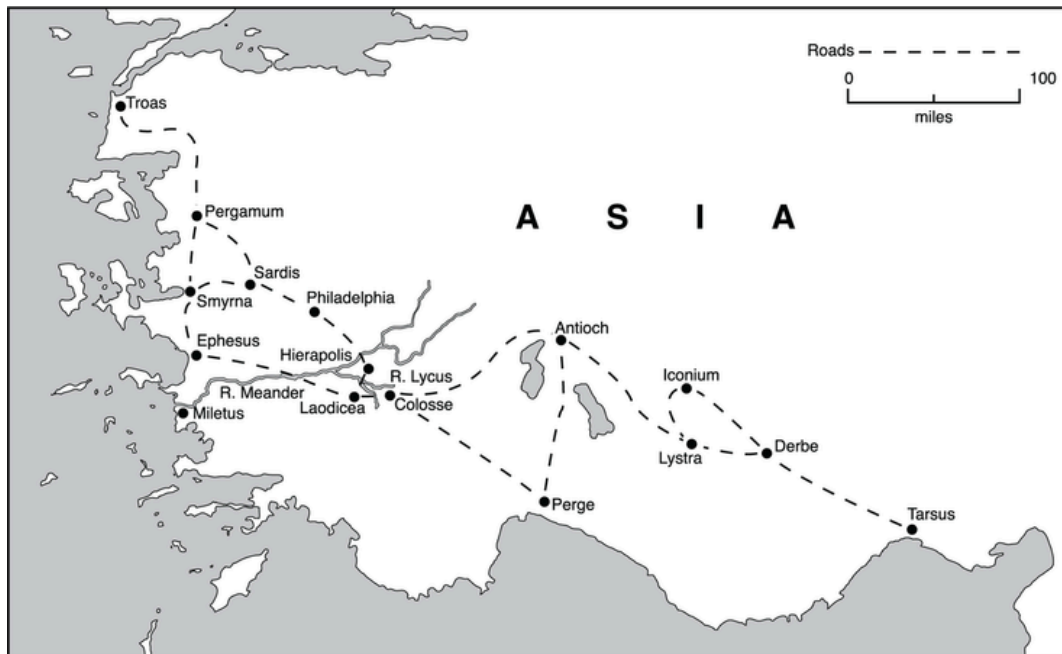 Roads
0 100
miles
Troas
A S I A
Pergamum
Sardis
Smyrna
Philadelphia
Ephesus
Antioch
Hierapolis
R. Lycus
Iconium
R. Meander
Laodicea
Colosse
Miletus
Lystra
Derbe
Perge
Tarsus